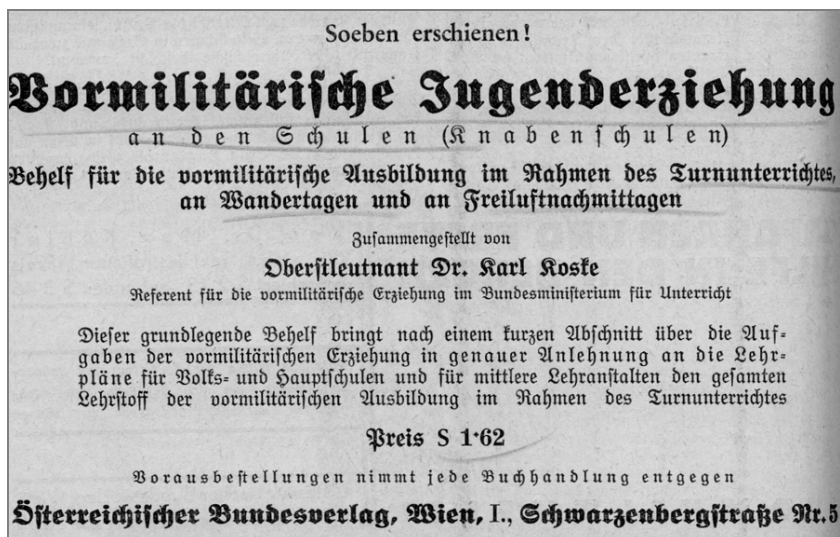 Soeben erschienen!
Vormilitärische Jugenderziehung
an den Schulen (Knabenschulen)
Behelf für die vormilitärische Ausbildung im Rahmen des Turnunterrichtes,
an Wandertagen und an Freiluftnachmittagen
Zusammengestellt von
Oberstleutnant Dr. Karl Koske
Referent für die vormilitärische Erziehung im Bundesministerium für Unterricht
Dieser grundlegende Behelf bringt nach einem kurzen Abschnitt über die Auf-
gaben der vormilitärischen Erziehung in genauer Anlehnung an die Lehr-
pläne für Volks- und Hauptschulen und für mittlere Lehranstalten den gesamten
Lehrstoff der vormilitärischen Ausbildung im Rahmen des Turnunterrichtes
Preis S 1·62
Vorausbestellungen nimmt jede Buchhandlung entgegen
Österreichischer Bundesverlag, Wien, I., Schwarzenbergstraße Nr. 5